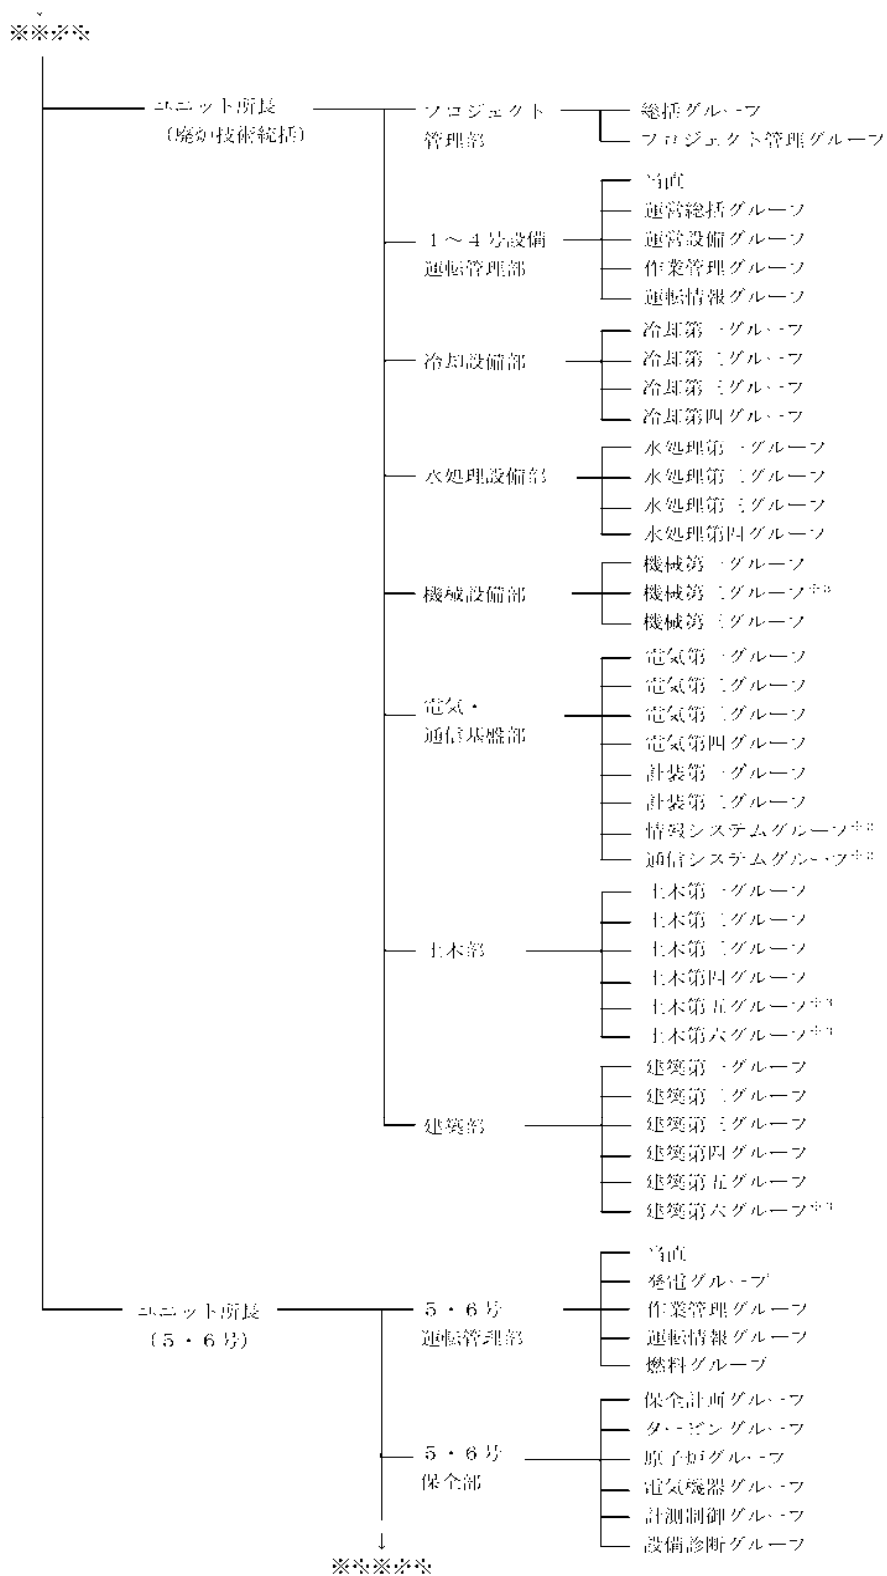 ※※※※
ユニット所長
(廃炉技術統括)
プロジェクト
管理部
総括グループ
プロジェクト管理グループ
1～4号設備
運転管理部
当直
運営総括グループ
運営設備グループ
作業管理グループ
運転情報グループ
冷却設備部
冷却第一グループ
冷却第二グループ
冷却第三グループ
冷却第四グループ
水処理設備部
水処理第一グループ
水処理第二グループ
水処理第三グループ
水処理第四グループ
機械設備部
機械第一グループ
機械第二グループ
機械第三グループ
電気・
通信基盤部
電気第一グループ
電気第二グループ
電気第三グループ
電気第四グループ
計装第一グループ
計装第二グループ
情報システムグループ
通信システムグループ
土木部
土木第一グループ
土木第二グループ
土木第三グループ
土木第四グループ
土木第五グループ※3
土木第六グループ※3
建築部
建築第一グループ
建築第二グループ
建築第三グループ
建築第四グループ
建築第五グループ
建築第六グループ※3
ユニット所長
(5・6号)
5・6号
運転管理部
当直
発電グループ
作業管理グループ
運転情報グループ
燃料グループ
5・6号
保全部
保全計画グループ
タービングループ
原子炉グループ
電気機器グループ
計測制御グループ
設備診断グループ
↓
※※※※※